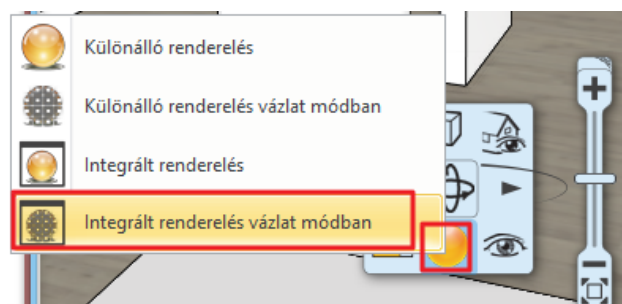 Különálló renderelés
Különálló renderelés vázlat módban
Integrált renderelés
Integrált renderelés vázlat módban